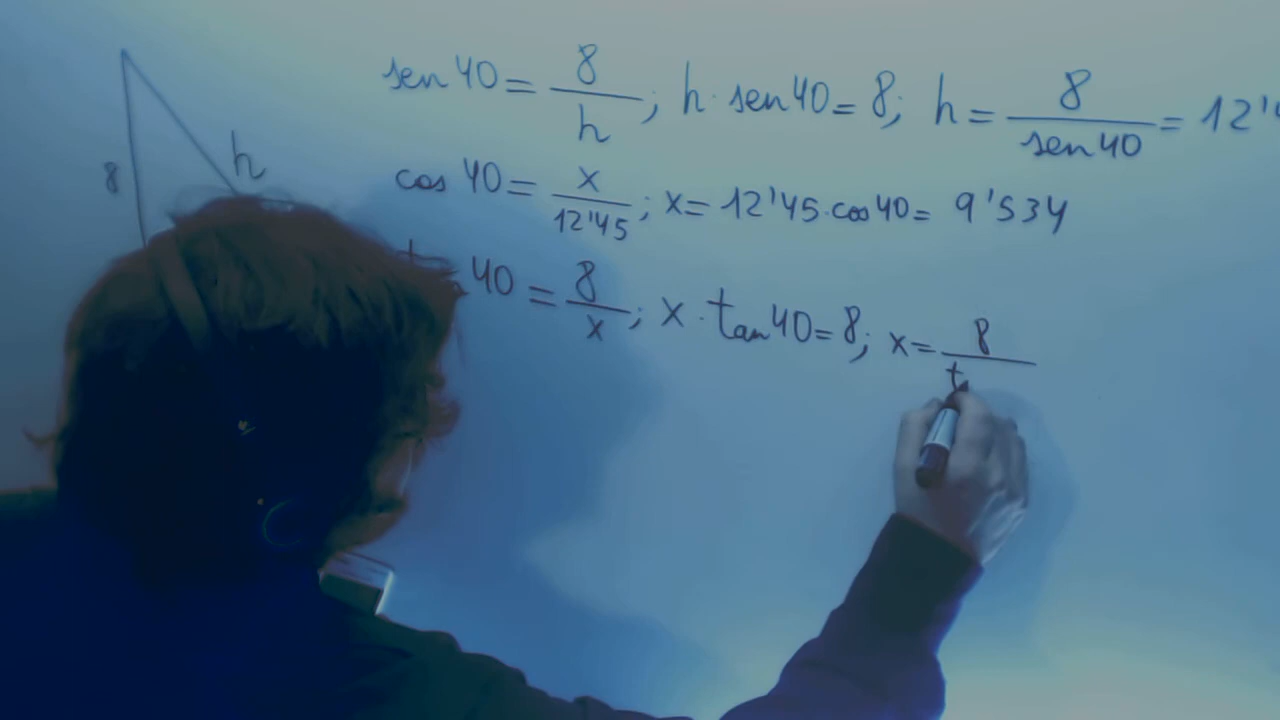 sen 40 = 8/h ; h · sen 40 = 8; h = 8/sen 40 = 12'4
8
h
cos 40 = x/12'45 ; x = 12'45 · cos 40 = 9'534
40 = 8/x ; x · tan 40 = 8; x = 8/t